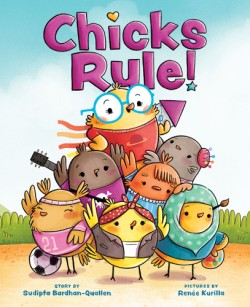 Chicks
Rule!
21
STORY BY
Sudipta Bardhan-Quallen
PICTURES BY
Renée Kurilla